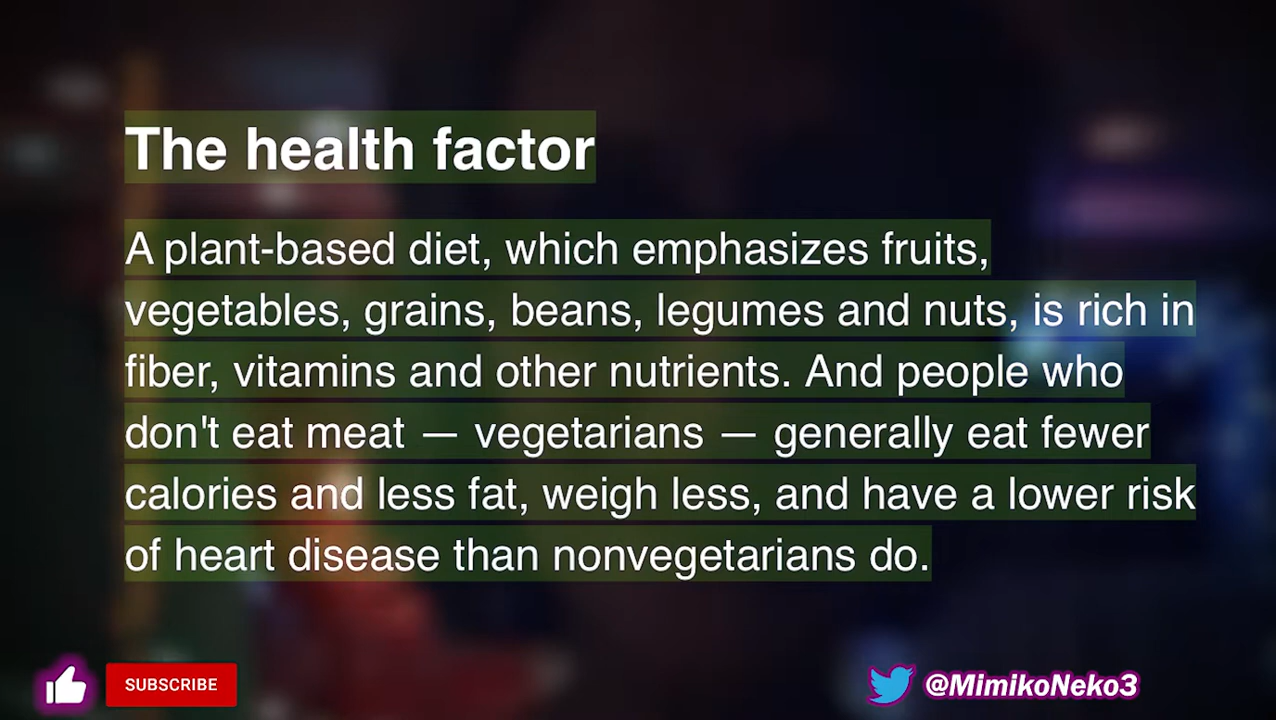 The health factor
A plant-based diet, which emphasizes fruits,
vegetables, grains, beans, legumes and nuts, is rich in
fiber, vitamins and other nutrients. And people who
don't eat meat — vegetarians — generally eat fewer
calories and less fat, weigh less, and have a lower risk
of heart disease than nonvegetarians do.
SUBSCRIBE
@MimikoNeko3